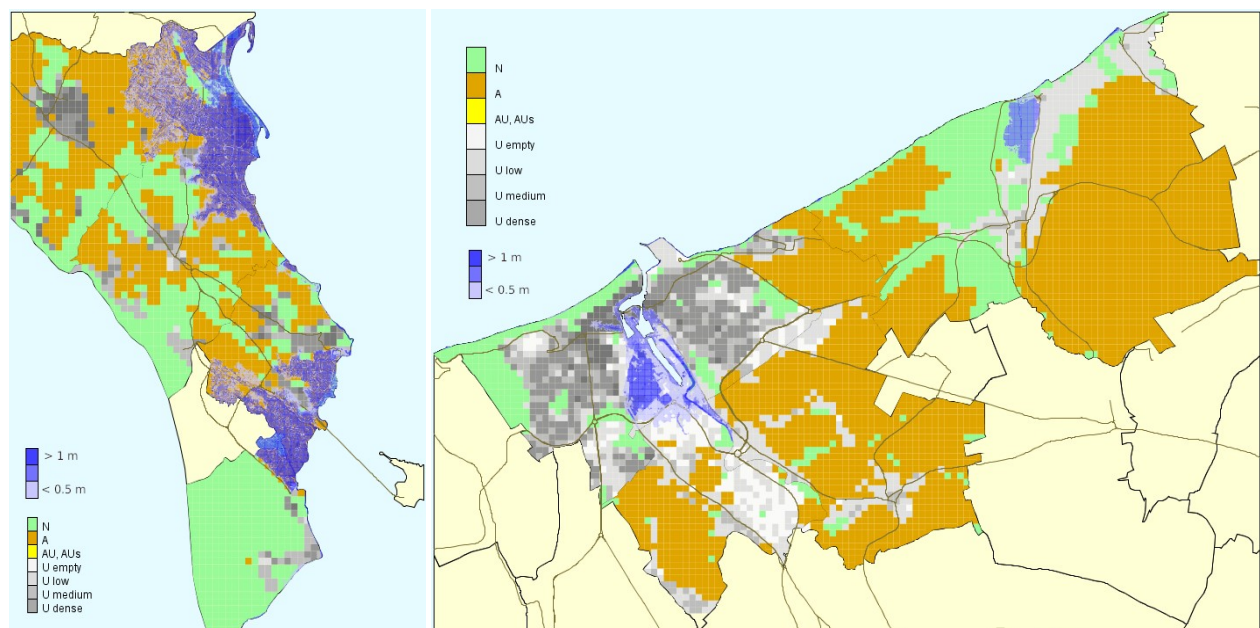 > 1 m
< 0.5 m
N
A
AU, AUs
U empty
U low
U medium
U dense
N
A
AU, AUs
U empty
U low
U medium
U dense
> 1 m
< 0.5 m